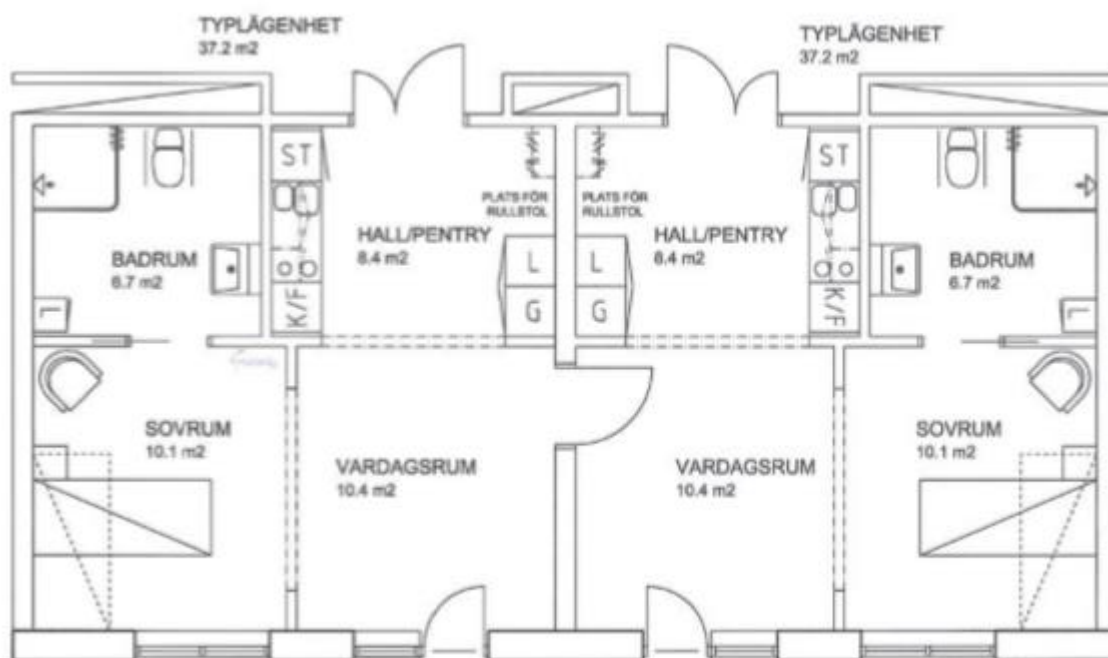 TYPLÄGENHET
37.2 m2
TYPLÄGENHET
37.2 m2
ST
ST
PLATS FÖR
RULLSTOL
PLATS FÖR
RULLSTOL
HALL/PENTRY
8.4 m2
HALL/PENTRY
8.4 m2
BADRUM
6.7 m2
BADRUM
6.7 m2
L
L
G
G
K/F
K/F
L
L
SOVRUM
10.1 m2
SOVRUM
10.1 m2
VARDAGSRUM
10.4 m2
VARDAGSRUM
10.4 m2